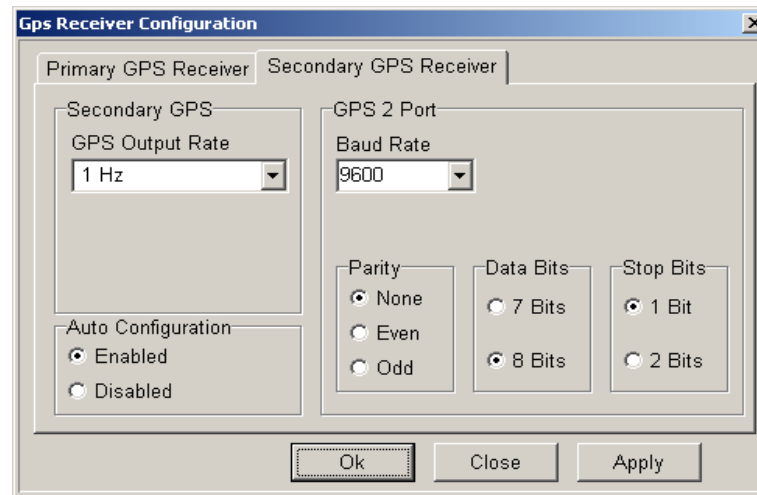 Gps Receiver Configuration
Primary GPS Receiver
Secondary GPS Receiver
Secondary GPS
GPS Output Rate
1 Hz
Auto Configuration
Enabled
Disabled
GPS 2 Port
Baud Rate
9600
Parity
None
Even
Odd
Data Bits
7 Bits
8 Bits
Stop Bits
1 Bit
2 Bits
Ok
Close
Apply